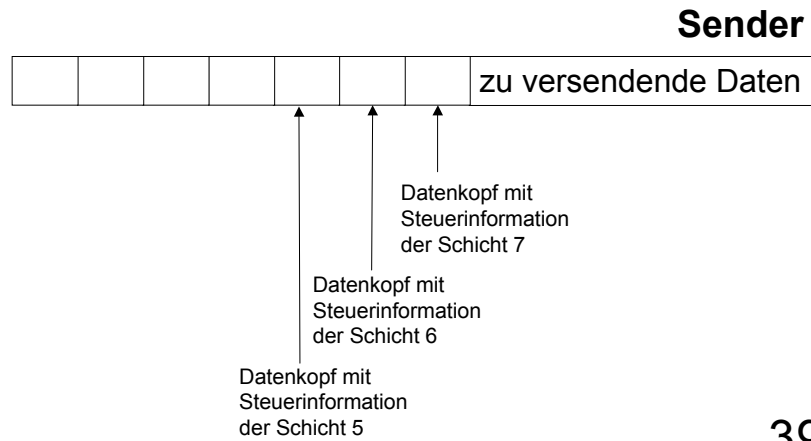 Sender
zu versendende Daten
Datenkopf mit
Steuerinformation
der Schicht 7
Datenkopf mit
Steuerinformation
der Schicht 6
Datenkopf mit
Steuerinformation
der Schicht 5
39